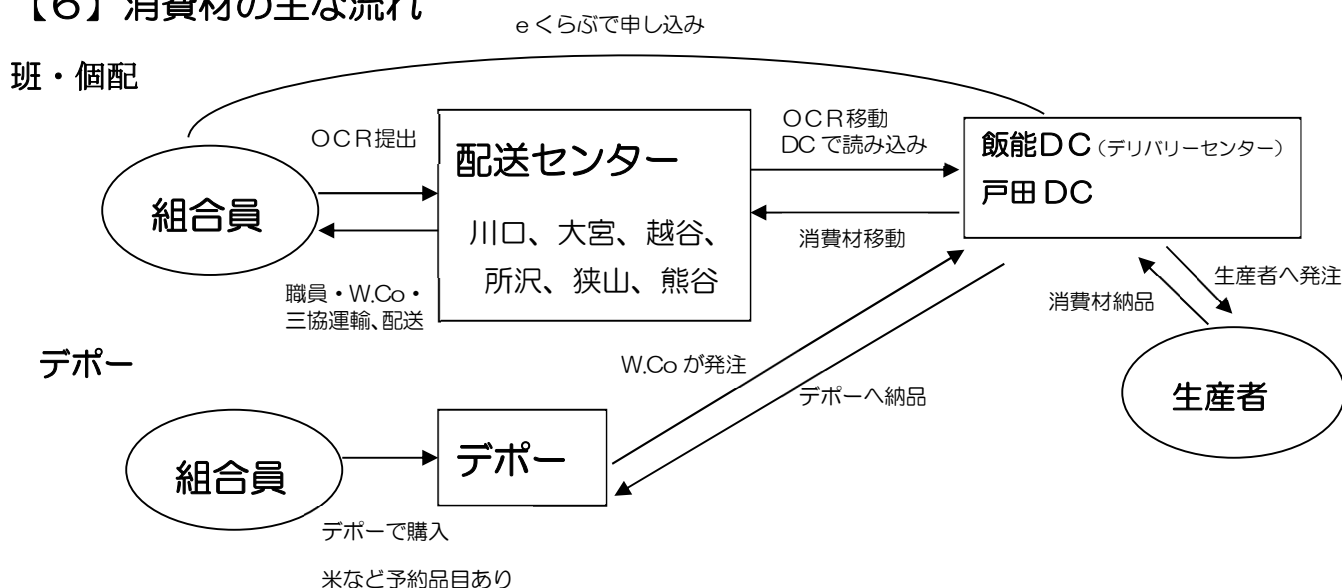 【6】消費材の主な流れ
eくらぶで申し込み
班・個配
OCR提出
配送センター
川口、大宮、越谷、
所沢、狭山、熊谷
OCR移動
DCで読み込み
飯能DC(デリバリーセンター)
戸田DC
組合員
消費材移動
職員・W.Co・
三協運輸、配送
生産者へ発注
消費材納品
デポー
W.Coが発注
デポーへ納品
生産者
組合員
デポー
デポーで購入
米など予約品目あり